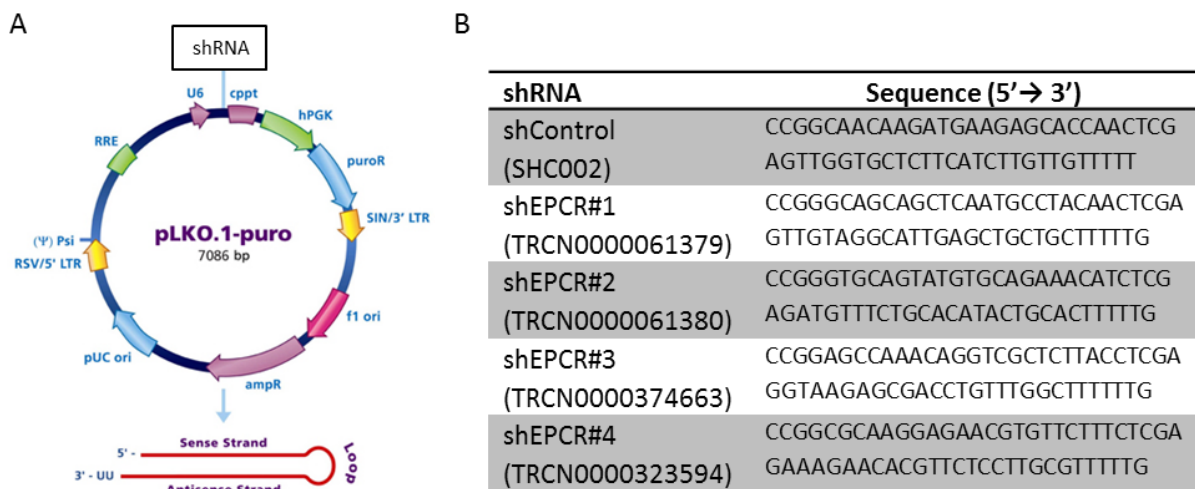 A
shRNA
U6
cppt
hPGK
RRE
puroR
SIN/3' LTR
(Ψ) Psi
pLKO.1-puro
7086 bp
RSV/5' LTR
f1 ori
pUC ori
ampR
Sense Strand
5' -
Loop
3' - UU
Antisense Strand
B
shRNA Sequence (5'→ 3')
shControl CCGGCAACAAGATGAAGAGCACCAACTCG
(SHC002) AGTTGGTGCTCTTCATCTTGTTGTTTTT
shEPCR#1 CCGGGCAGCAGCTCAATGCCTACAACTCGA
(TRCN0000061379) GTTGTAGGCATTGAGCTGCTGCTTTTTG
shEPCR#2 CCGGGTGCAGTATGTGCAGAAACATCTCG
(TRCN0000061380) AGATGTTTCTGCACATACTGCACTTTTTG
shEPCR#3 CCGGAGCCAAACAGGTCGCTCTTACCTCGA
(TRCN0000374663) GGTAAGAGCGACCTGTTTGGCTTTTTTG
shEPCR#4 CCGGCGCAAGGAGAACGTGTTCTTTCTCGA
(TRCN0000323594) GAAAGAACACGTTCTCCTTGCGTTTTTG